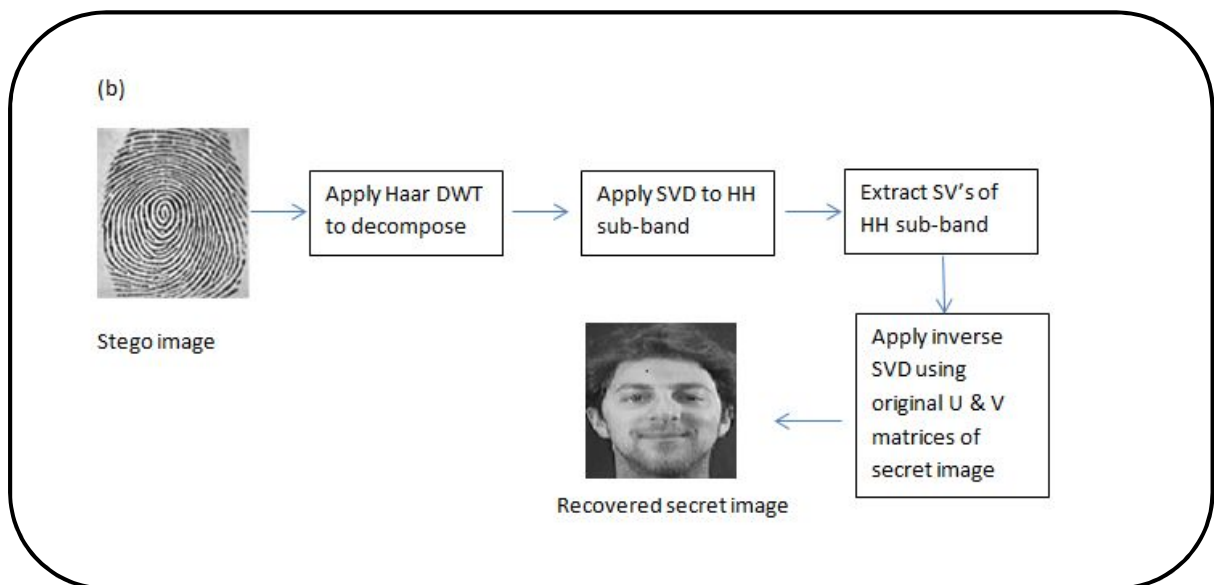 (b)
Apply Haar DWT
to decompose
Apply SVD to HH
sub-band
Extract SV's of
HH sub-band
Stego image
Apply inverse
SVD using
original U & V
matrices of
secret image
Recovered secret image